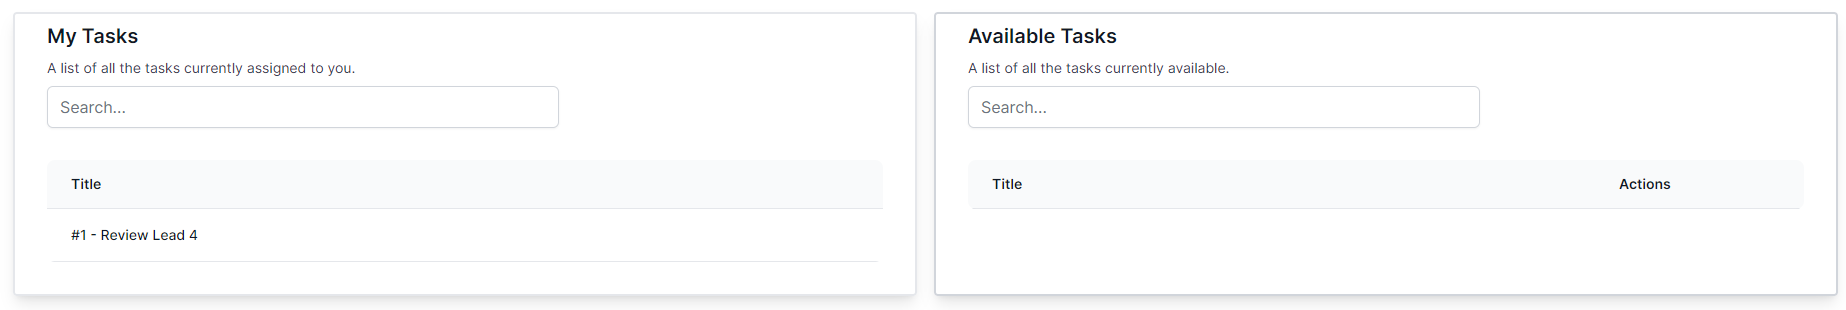 My Tasks
A list of all the tasks currently assigned to you.
Search...
Title
#1 - Review Lead 4
Available Tasks
A list of all the tasks currently available.
Search...
Title Actions